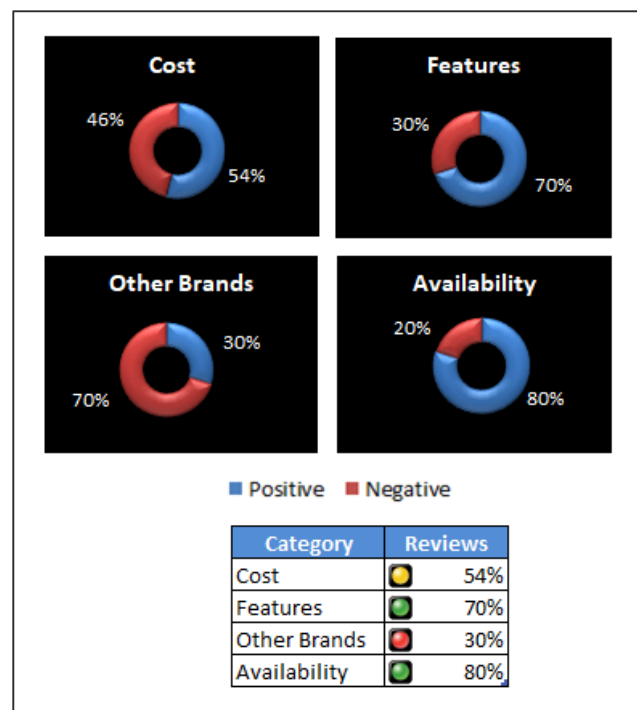 Cost
46%
54%
Features
30%
70%
Other Brands
30%
70%
Availability
20%
80%
Positive Negative
Category Reviews
Cost 54%
Features 70%
Other Brands 30%
Availability 80%